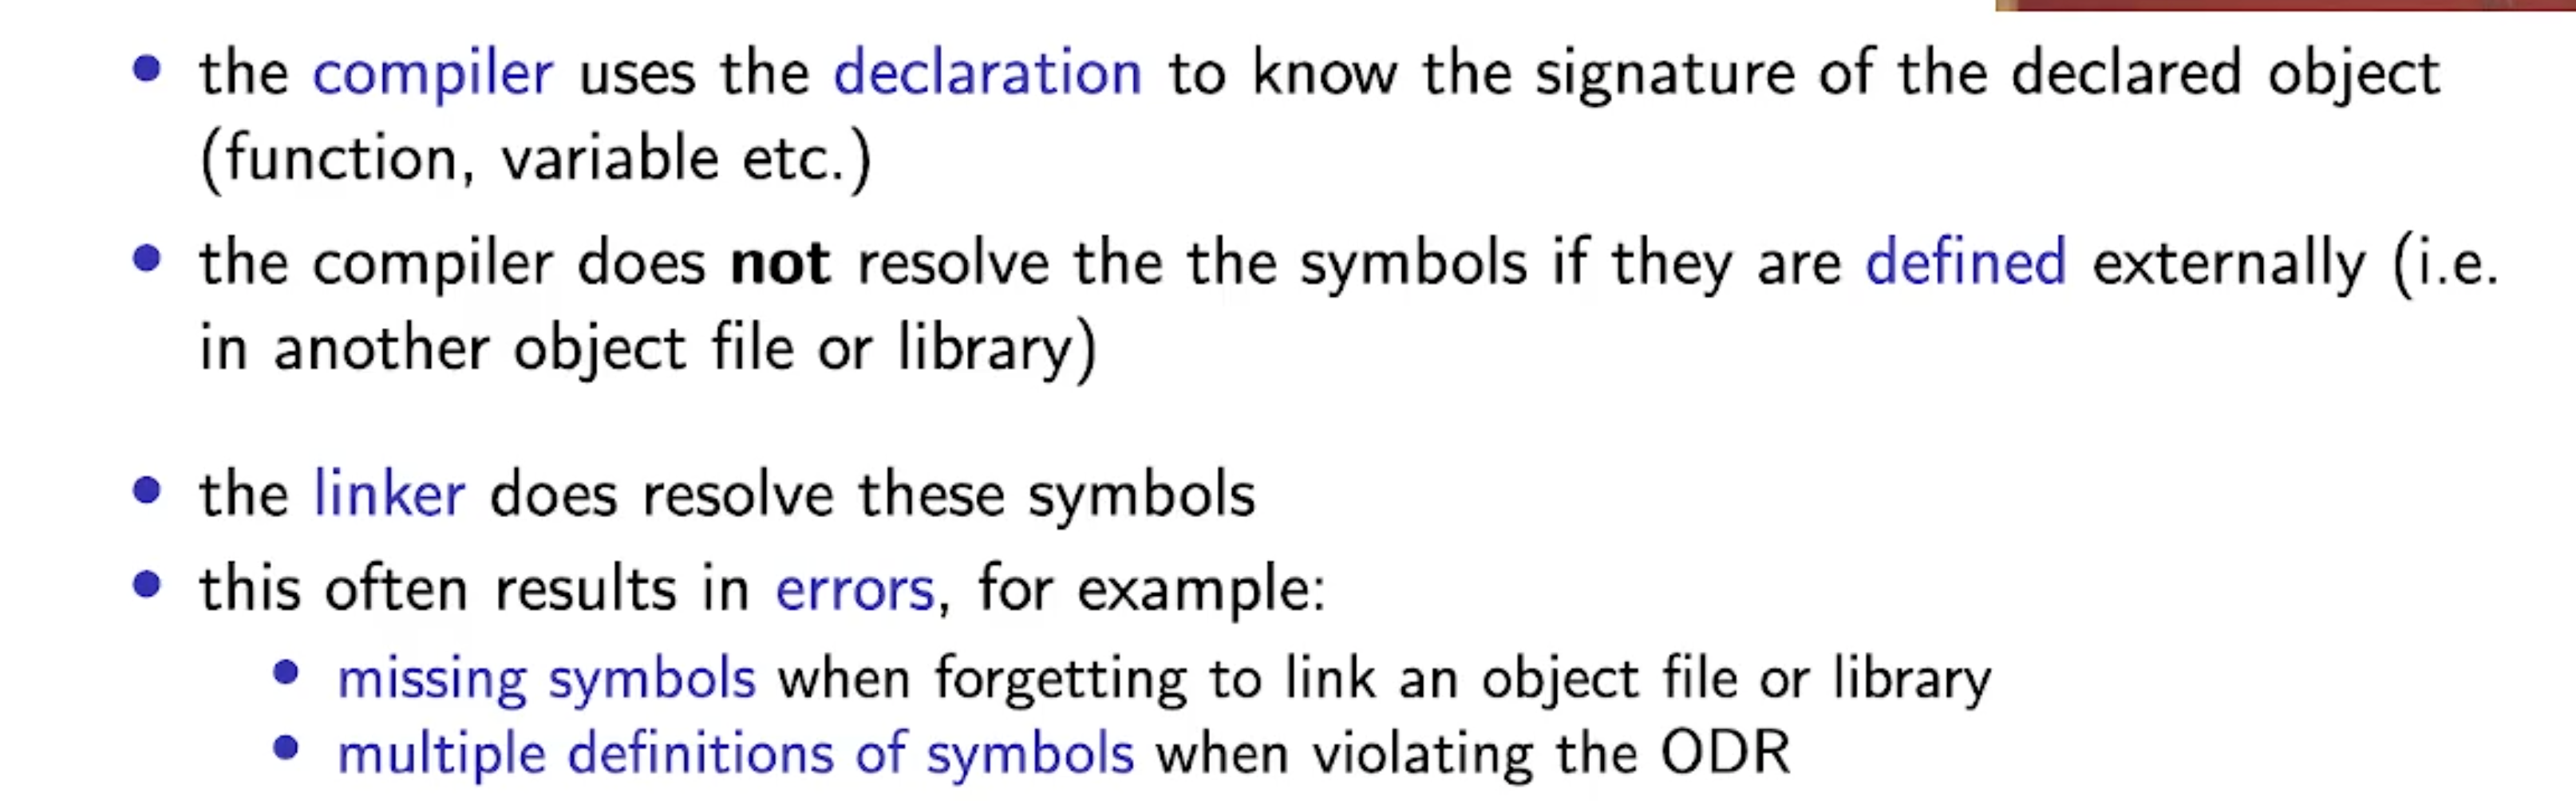 • the compiler uses the declaration to know the signature of the declared object
(function, variable etc.)
• the compiler does not resolve the the symbols if they are defined externally (i.e.
in another object file or library)
• the linker does resolve these symbols
• this often results in errors, for example:
• missing symbols when forgetting to link an object file or library
• multiple definitions of symbols when violating the ODR